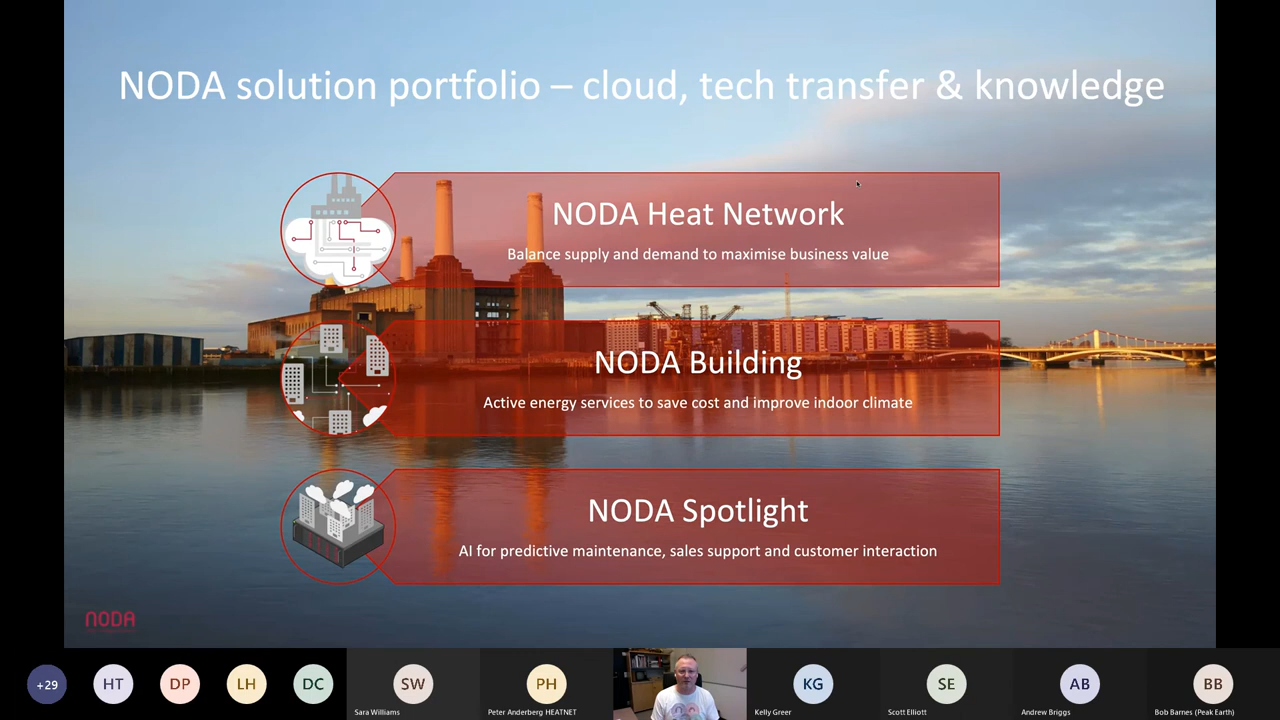 NODA solution portfolio – cloud, tech transfer & knowledge
NODA Heat Network
Balance supply and demand to maximise business value
NODA Building
Active energy services to save cost and improve indoor climate
NODA Spotlight
AI for predictive maintenance, sales support and customer interaction
NODA
+29
HT
DP
LH
DC
SW
Sara Williams
PH
Peter Anderberg HEATNET
KG
Kelly Greer
SE
Scott Elliott
AB
Andrew Briggs
BB
Bob Barnes (Peak Earth)